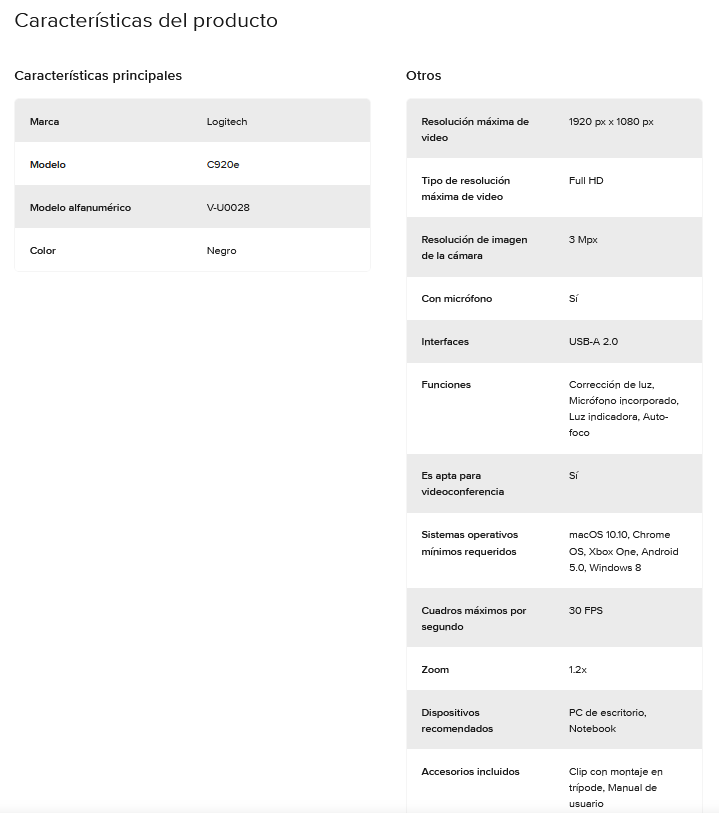 Características del producto
Características principales
Marca Logitech
Modelo C920e
Modelo alfanumérico V-U0028
Color Negro
Otros
Resolución máxima de 1920 px x 1080 px
video
Tipo de resolución Full HD
máxima de video
Resolución de imagen 3 Mpx
de la cámara
Con micrófono Sí
Interfaces USB-A 2.0
Funciones Corrección de luz,
Micrófono incorporado,
Luz indicadora, Auto-
foco
Es apta para Sí
videoconferencia
Sistemas operativos macOS 10.10, Chrome
mínimos requeridos OS, Xbox One, Android
5.0, Windows 8
Cuadros máximos por 30 FPS
segundo
Zoom 1.2x
Dispositivos PC de escritorio,
recomendados Notebook
Accesorios incluidos Clip con montaje en
trípode, Manual de
usuario